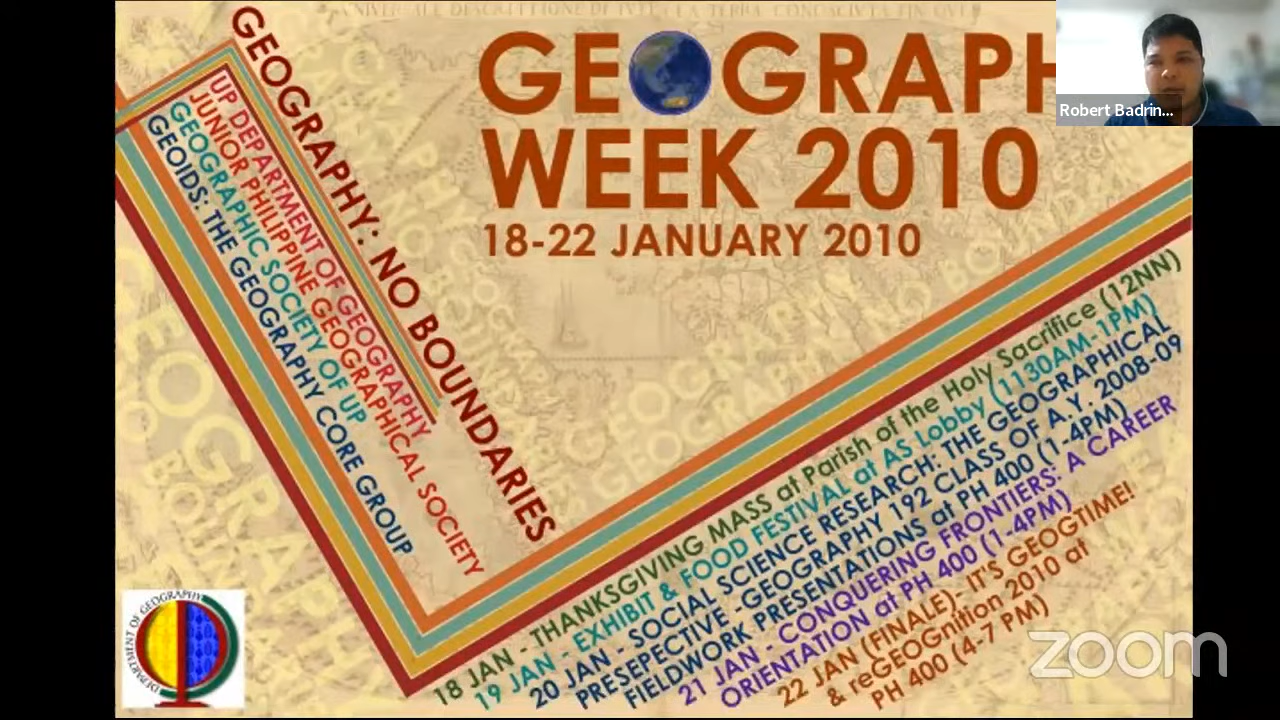 GEOGRAPH
WEEK 2010
18-22 JANUARY 2010
Robert Badrin...
GEOGRAPHY: NO BOUNDARIES
UP DEPARTMENT OF GEOGRAPHY
JUNIOR PHILIPPINE GEOGRAPHICAL SOCIETY
GEOGRAPHIC SOCIETY OF UP
GEOIDS: THE GEOGRAPHY CORE GROUP
18 JAN - THANKSGIVING MASS at Parish of the Holy Sacrifice (12NN)
19 JAN - EXHIBIT & FOOD FESTIVAL at AS Lobby (1130AM-1PM)
20 JAN - SOCIAL SCIENCE RESEARCH: THE GEOGRAPHICAL
PRESEPECTIVE -GEOGRAPHY 192 CLASS OF A.Y. 2008-09
FIELDWORK PRESENTATIONS at PH 400 (1-4PM)
21 JAN - CONQUERING FRONTIERS: A CAREER
ORIENTATION at PH 400 (1-4PM)
22 JAN (FINALE)- IT'S GEOGTIME!
& reGEOGnition 2010 at
PH 400 (4-7 PM)
DEPARTMENT OF GEOGRAPHY
zoom